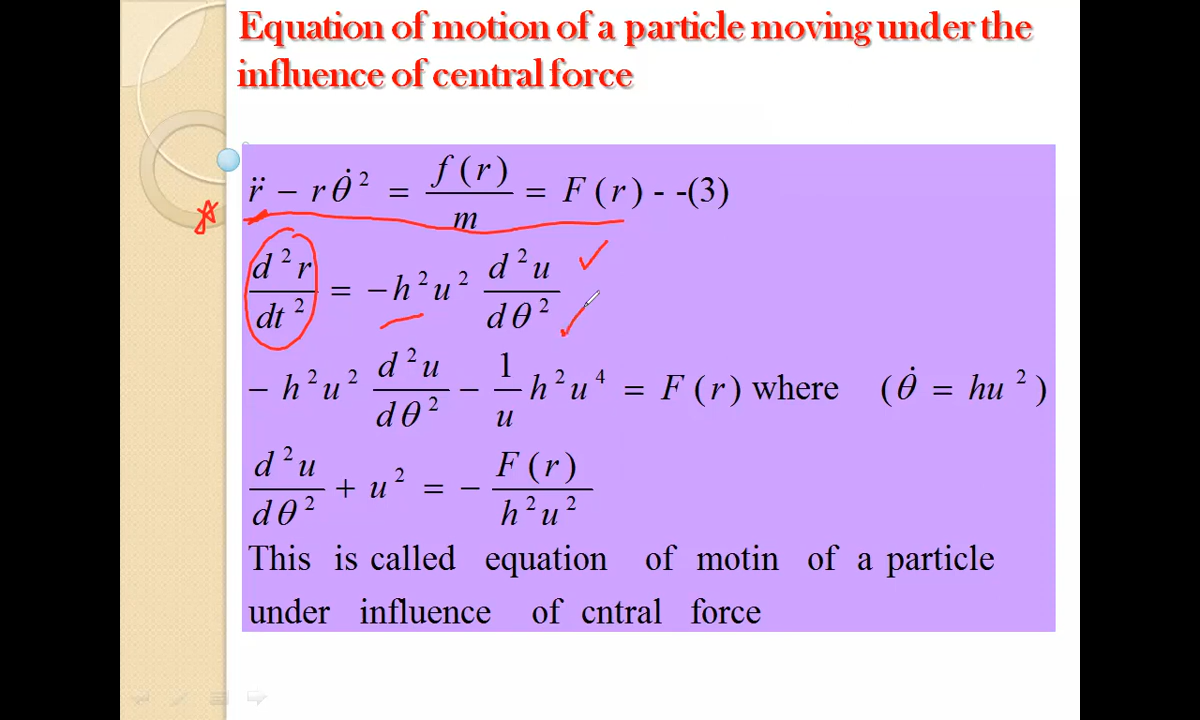 Equation of motion of a particle moving under the
influence of central force
r̈ − rθ̇² = f(r)/m = F(r) - -(3)
d²r/dt² = −h²u² d²u/dθ²
−h²u² d²u/dθ² − 1/u h²u⁴ = F(r) where (θ̇ = hu²)
d²u/dθ² + u² = − F(r)/h²u²
This is called equation of motin of a particle
under influence of cntral force